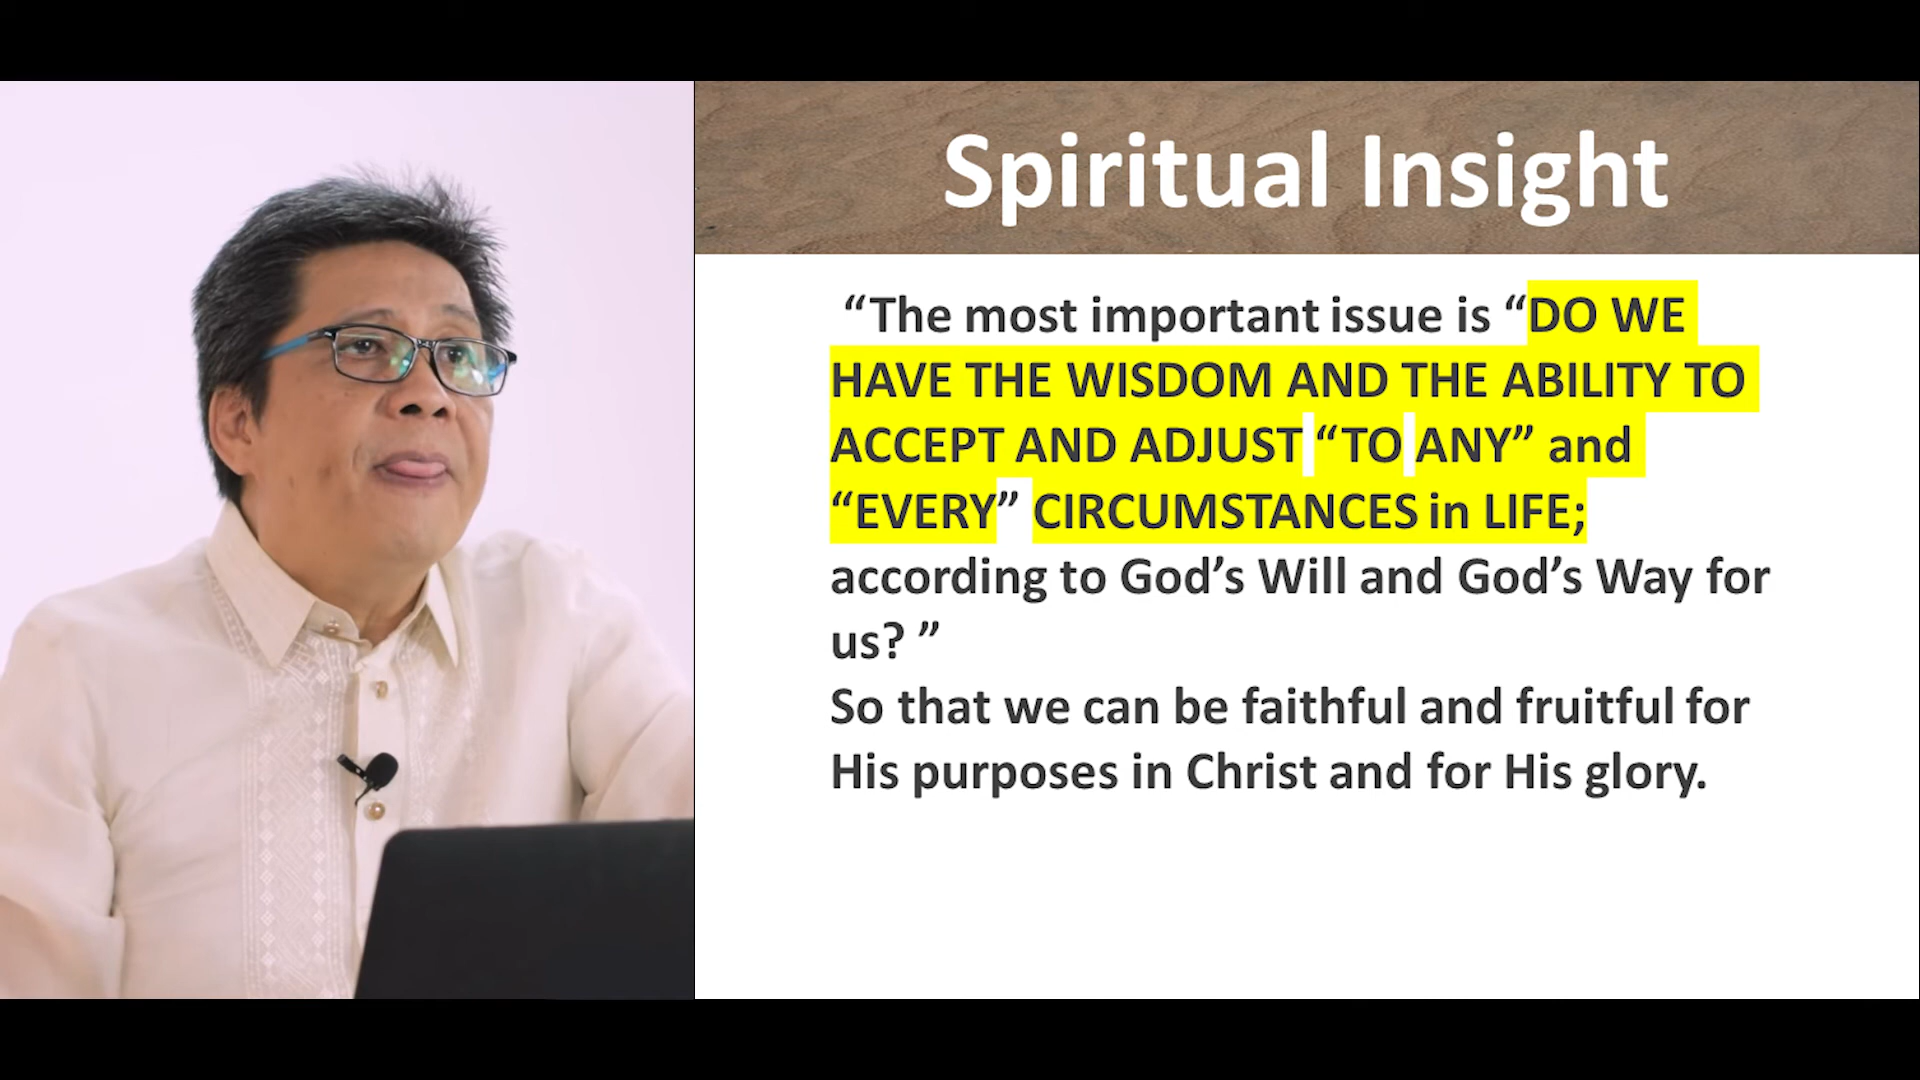 Spiritual Insight
“The most important issue is “DO WE
HAVE THE WISDOM AND THE ABILITY TO
ACCEPT AND ADJUST “TO ANY” and
“EVERY” CIRCUMSTANCES in LIFE;
according to God’s Will and God’s Way for
us? ”
So that we can be faithful and fruitful for
His purposes in Christ and for His glory.